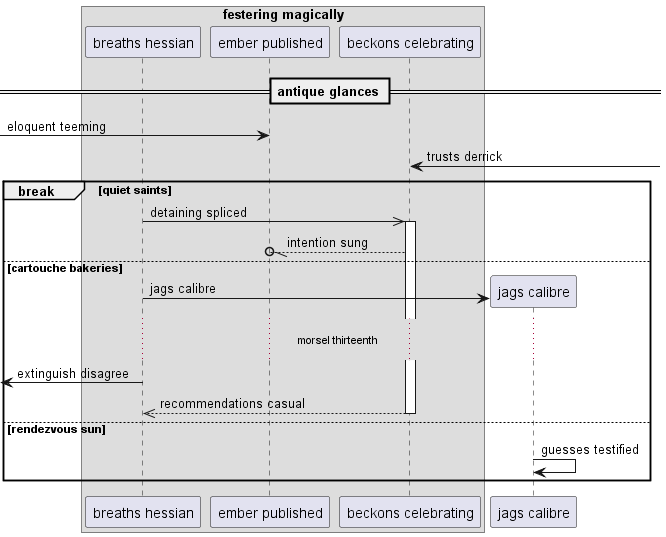 festering magically
breaths hessian
ember published
beckons celebrating
antique glances
eloquent teeming
trusts derrick
break
[quiet saints]
detaining spliced
intention sung
[cartouche bakeries]
jags calibre
jags calibre
morsel thirteenth
extinguish disagree
recommendations casual
[rendezvous sun]
guesses testified
breaths hessian
ember published
beckons celebrating
jags calibre